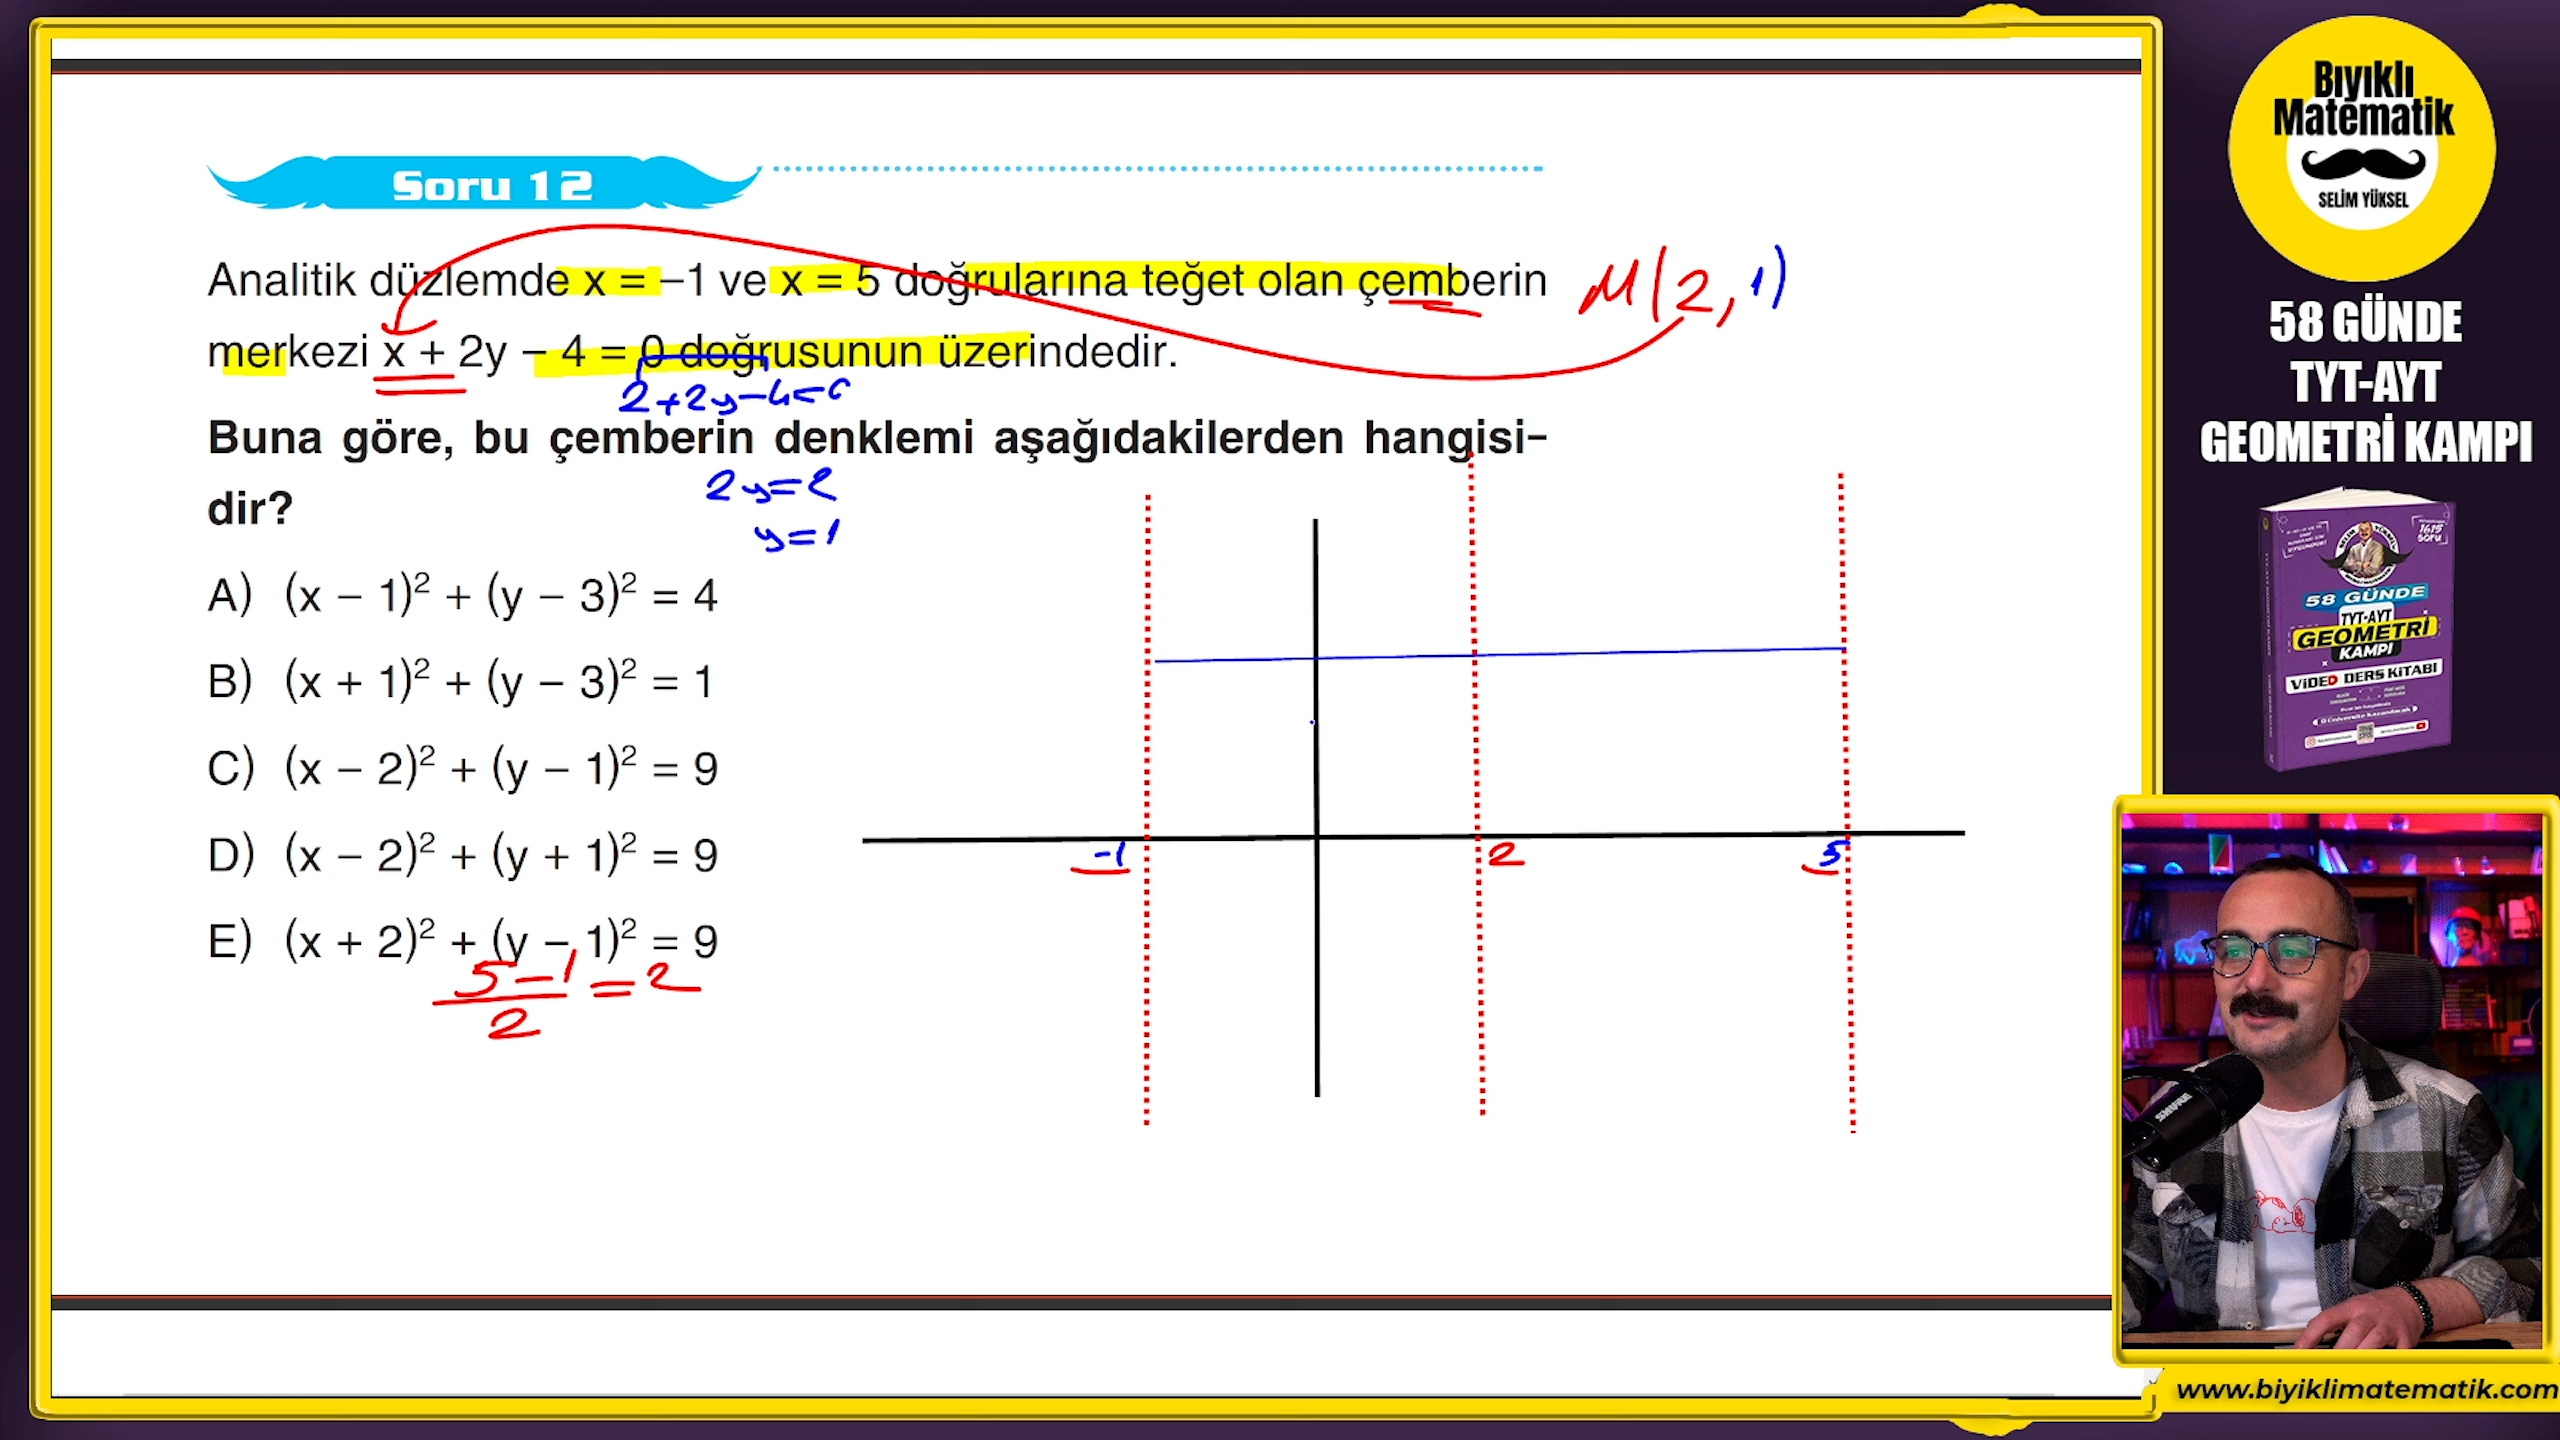 Soru 12
Analitik düzlemde x = –1 ve x = 5 doğrularına teğet olan çemberin
M(2, 1)
merkezi x + 2y – 4 = 0 doğrusunun üzerindedir.
2+2y-4=0
Buna göre, bu çemberin denklemi aşağıdakilerden hangisi-
dir?
2y=2
y=1
A) (x – 1)² + (y – 3)² = 4
B) (x + 1)² + (y – 3)² = 1
C) (x – 2)² + (y – 1)² = 9
D) (x – 2)² + (y + 1)² = 9
E) (x + 2)² + (y – 1)² = 9
5-1
2
=2
-1 2 5
Bıyıklı
Matematik
SELİM YÜKSEL
58 GÜNDE
TYT-AYT
GEOMETRİ KAMPI
1615
SORU
58 GÜNDE
TYT-AYT
GEOMETRİ
KAMPI
VİDEO DERS KİTABI
SHURE
www.biyiklimatematik.com